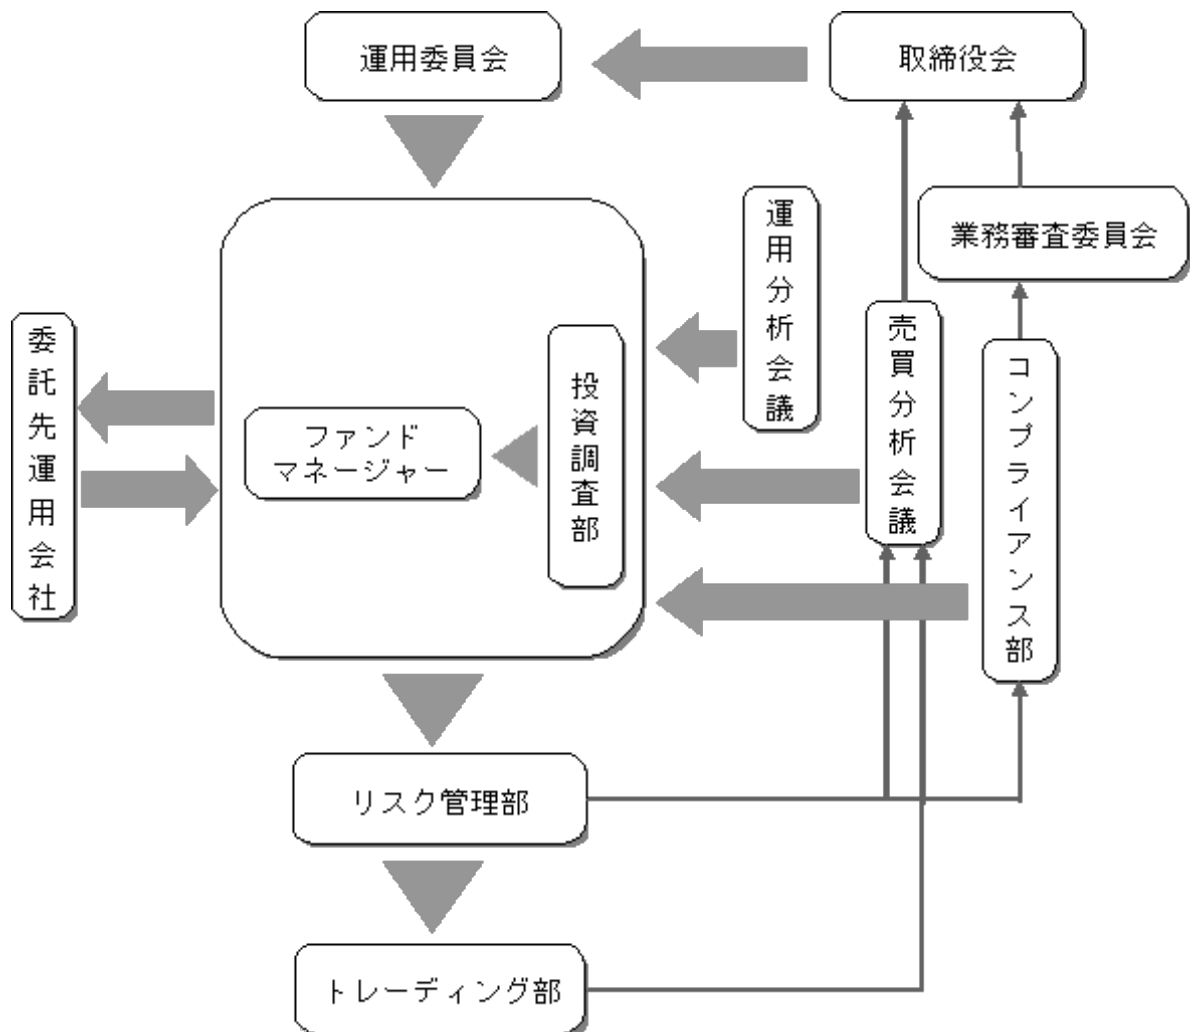 運用委員会
取締役会
運用分析会議
業務審査委員会
委託先運用会社
売買分析会議
コンプライアンス部
投資調査部
ファンド
マネージャー
リスク管理部
トレーディング部